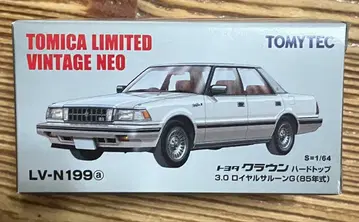 TOMICA LIMITED
VINTAGE NEO
TOMYTEC
S=1/64
トヨタ クラウン ハードトップ
3.0 ロイヤルサルーンG(85年式)
LV-N199ⓐ